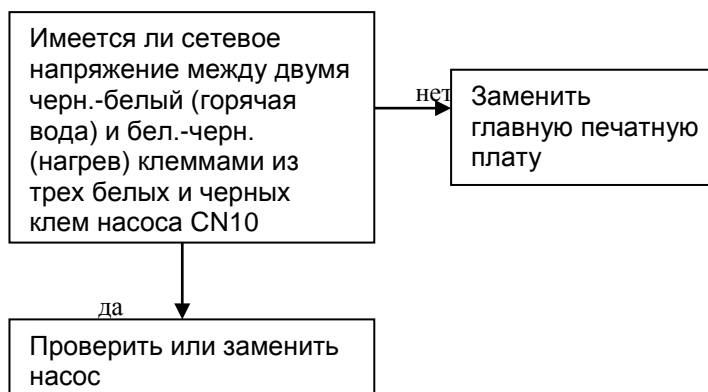 Имеется ли сетевое
напряжение между двумя
черн.-белый (горячая
вода) и бел.-черн.
(нагрев) клеммами из
трех белых и черных
клем насоса CN10
нет
Заменить
главную печатную
плату
да
Проверить или заменить
насос